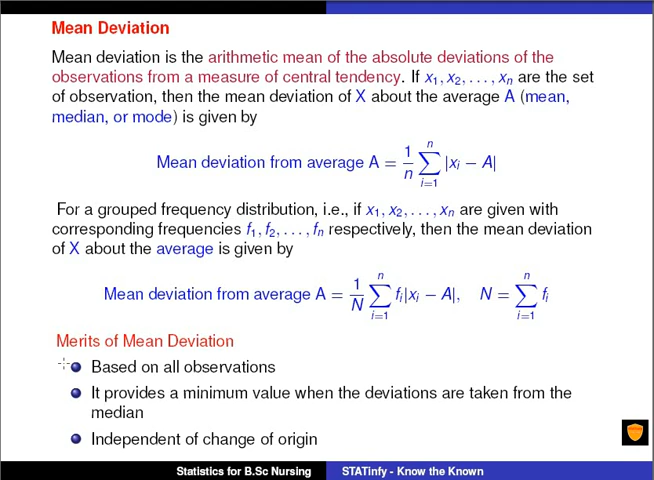 Mean Deviation
Mean deviation is the arithmetic mean of the absolute deviations of the
observations from a measure of central tendency. If x₁, x₂, . . . , xₙ are the set
of observation, then the mean deviation of X about the average A (mean,
median, or mode) is given by
Mean deviation from average A = 1/n ∑ⁿᵢ₌₁ |xᵢ − A|
For a grouped frequency distribution, i.e., if x₁, x₂, . . . , xₙ are given with
corresponding frequencies f₁, f₂, . . . , fₙ respectively, then the mean deviation
of X about the average is given by
Mean deviation from average A = 1/N ∑ⁿᵢ₌₁ fᵢ|xᵢ − A|, N = ∑ⁿᵢ₌₁ fᵢ
Merits of Mean Deviation
Based on all observations
It provides a minimum value when the deviations are taken from the
median
Independent of change of origin
Statistics for B.Sc Nursing STATinfy - Know the Known